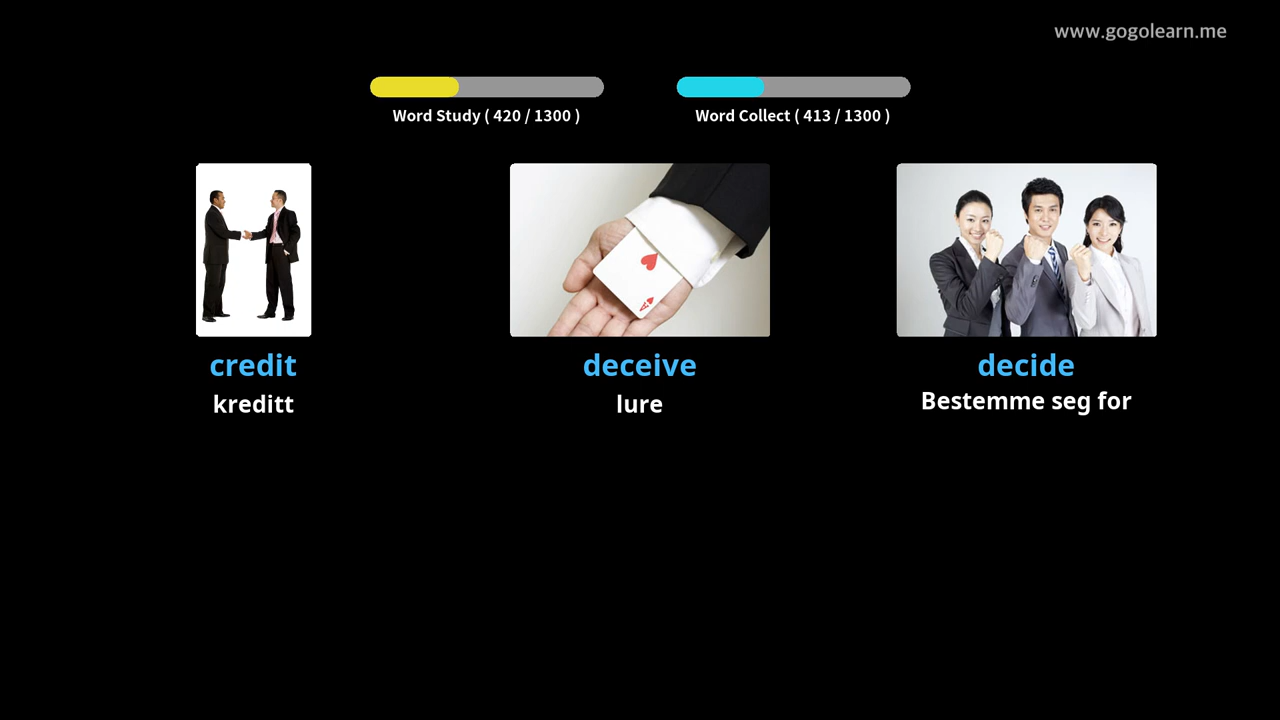 www.gogolearn.me
Word Study ( 420 / 1300 )
Word Collect ( 413 / 1300 )
credit
deceive
decide
kreditt
lure
Bestemme seg for